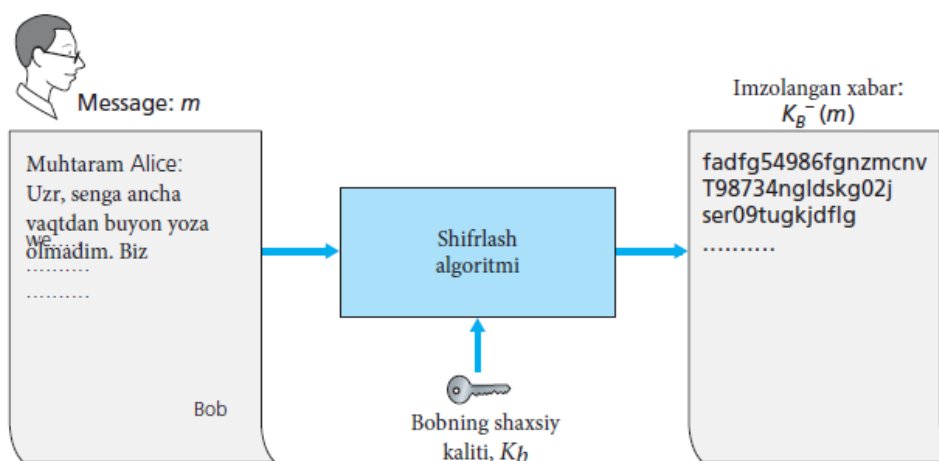 Message: m
Muhtaram Alice:
Uzr, senga ancha
vaqtdan buyon yoza
we....
olmadim. Biz
..........
..........
Bob
Shifrlash
algoritmi
Bobning shaxsiy
kaliti, Kb
Imzolangan xabar:
K_B^- (m)
fadfg54986fgnzmcnv
T98734ngldskg02j
ser09tugkjdflg
..........